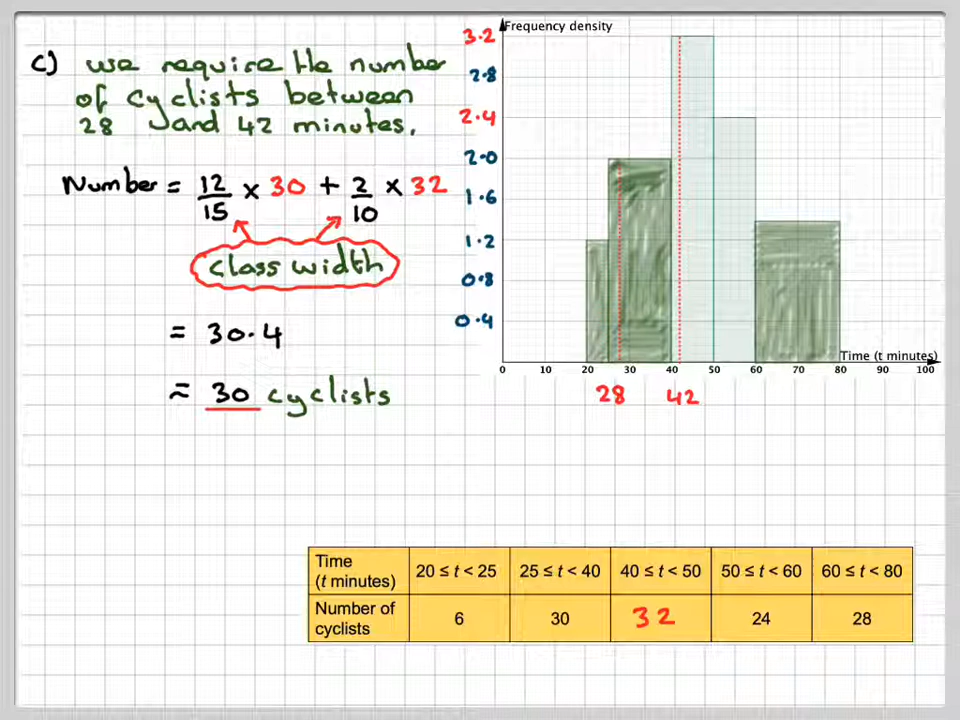 c) we require the number
of cyclists between
28 and 42 minutes.
Number = 12/15 × 30 + 2/10 × 32
class width
= 30.4
≈ 30 cyclists
Frequency density
3.2
2.8
2.4
2.0
1.6
1.2
0.8
0.4
Time (t minutes)
0 10 20 30 40 50 60 70 80 90 100
28 42
Time (t minutes) 20 ≤ t < 25 25 ≤ t < 40 40 ≤ t < 50 50 ≤ t < 60 60 ≤ t < 80
Number of cyclists 6 30 32 24 28